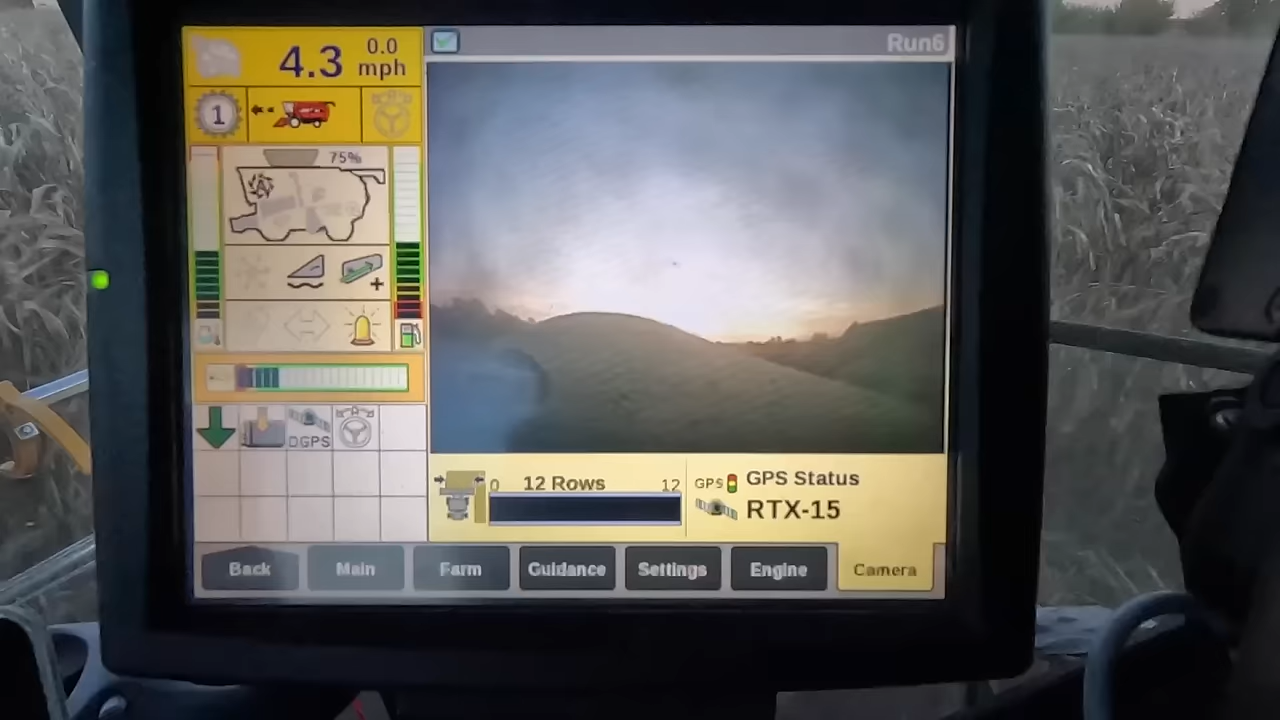 4.3
0.0
mph
Run6
1
75%
A
+
DGPS
0 12 Rows 12
GPS GPS Status
RTX-15
Back Main Farm Guidance Settings Engine Camera